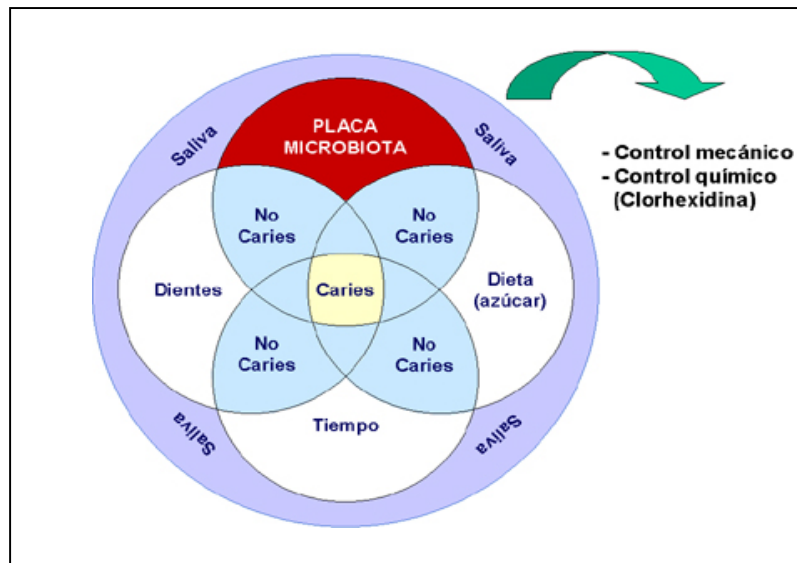 PLACA
MICROBIOTA
Saliva
Saliva
- Control mecánico
- Control químico
(Clorhexidina)
No
Caries
No
Caries
Dientes
Caries
Dieta
(azúcar)
No
Caries
No
Caries
Tiempo
Saliva
Saliva